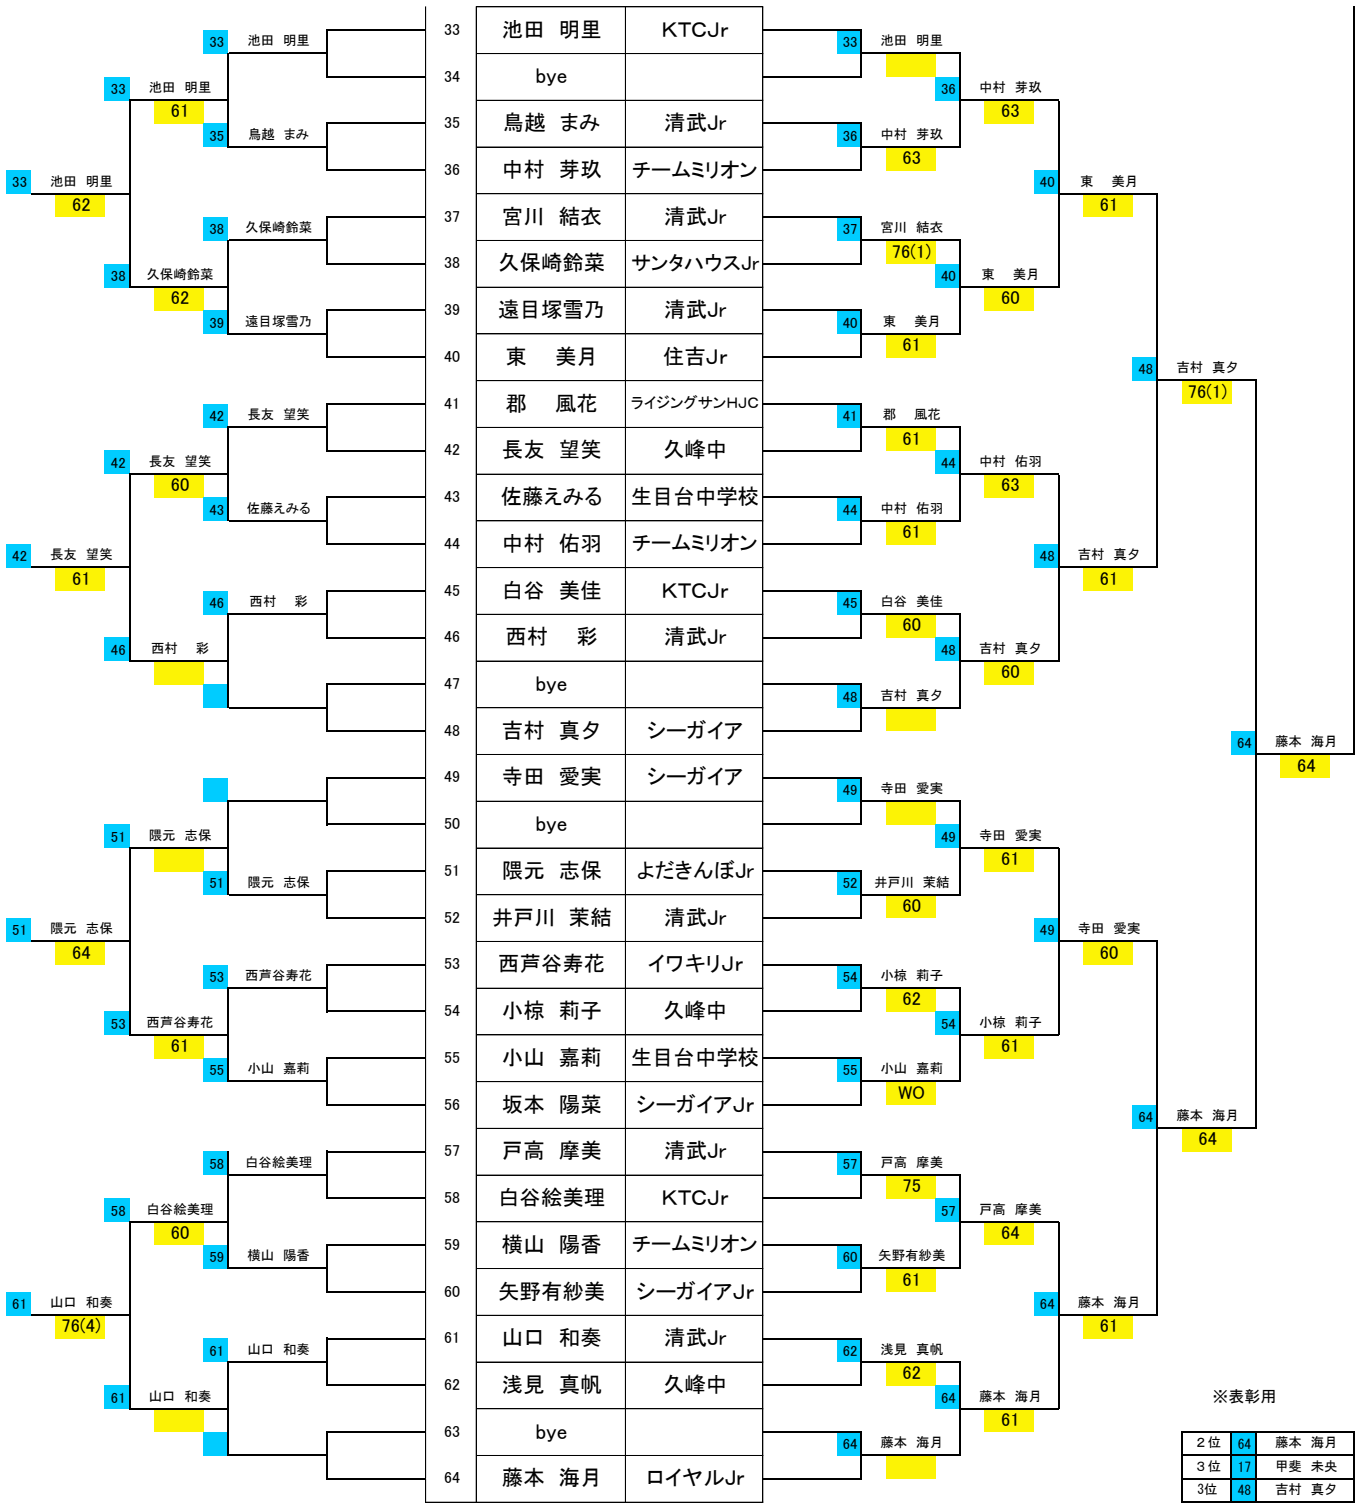 33 池田 明里 KTCJr
34 bye
35 鳥越 まみ 清武Jr
36 中村 芽玖 チームミリオン
37 宮川 結衣 清武Jr
38 久保崎鈴菜 サンタハウスJr
39 遠目塚雪乃 清武Jr
40 東 美月 住吉Jr
41 郡 風花 ライジングサンHJC
42 長友 望笑 久峰中
43 佐藤えみる 生目台中学校
44 中村 佑羽 チームミリオン
45 白谷 美佳 KTCJr
46 西村 彩 清武Jr
47 bye
48 吉村 真夕 シーガイア
49 寺田 愛実 シーガイア
50 bye
51 隈元 志保 よだきんぼJr
52 井戸川 茉結 清武Jr
53 西芦谷寿花 イワキリJr
54 小椋 莉子 久峰中
55 小山 嘉莉 生目台中学校
56 坂本 陽菜 シーガイアJr
57 戸高 摩美 清武Jr
58 白谷絵美理 KTCJr
59 横山 陽香 チームミリオン
60 矢野有紗美 シーガイアJr
61 山口 和奏 清武Jr
62 浅見 真帆 久峰中
63 bye
64 藤本 海月 ロイヤルJr
33 池田 明里
35 鳥越 まみ
38 久保崎鈴菜
39 遠目塚雪乃
42 長友 望笑
43 佐藤えみる
46 西村 彩
51 隈元 志保
53 西芦谷寿花
55 小山 嘉莉
58 白谷絵美理
59 横山 陽香
61 山口 和奏
33 池田 明里
61
38 久保崎鈴菜
62
42 長友 望笑
60
46 西村 彩
51 隈元 志保
53 西芦谷寿花
61
58 白谷絵美理
60
61 山口 和奏
33 池田 明里
62
42 長友 望笑
61
51 隈元 志保
64
61 山口 和奏
76(4)
33 池田 明里
36 中村 芽玖
63
37 宮川 結衣
76(1)
40 東 美月
61
41 郡 風花
61
44 中村 佑羽
61
45 白谷 美佳
60
48 吉村 真夕
49 寺田 愛実
52 井戸川 茉結
60
54 小椋 莉子
62
55 小山 嘉莉
WO
57 戸高 摩美
75
60 矢野有紗美
61
62 浅見 真帆
62
64 藤本 海月
36 中村 芽玖
63
40 東 美月
60
44 中村 佑羽
63
48 吉村 真夕
60
49 寺田 愛実
61
54 小椋 莉子
61
57 戸高 摩美
64
64 藤本 海月
61
40 東 美月
61
48 吉村 真夕
61
49 寺田 愛実
60
64 藤本 海月
61
48 吉村 真夕
76(1)
64 藤本 海月
64
64 藤本 海月
64
※表彰用
2位 64 藤本 海月
3位 17 甲斐 未央
3位 48 吉村 真夕